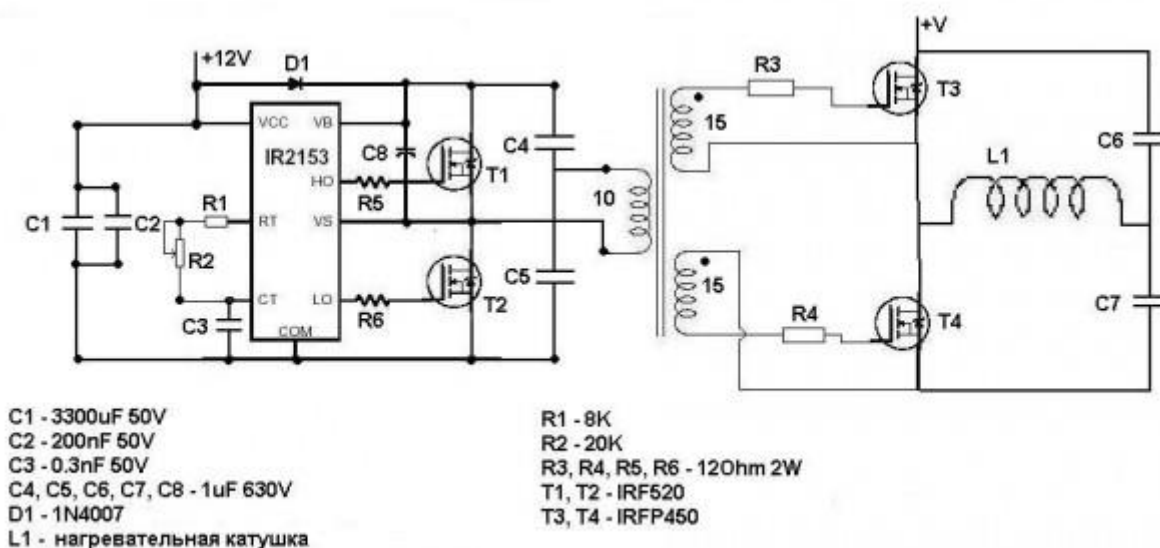 +12V
D1
+V
R3
T3
VCC
VB
IR2153
C8
T1
C4
15
C6
HO
R5
10
L1
R1
RT
VS
C1
C2
R2
T2
C5
15
CT
LO
R4
T4
C7
C3
R6
COM
C1 - 3300uF 50V
C2 - 200nF 50V
C3 - 0.3nF 50V
C4, C5, C6, C7, C8 - 1uF 630V
D1 - 1N4007
L1 - нагревательная катушка
R1 - 8K
R2 - 20K
R3, R4, R5, R6 - 12Ohm 2W
T1, T2 - IRF520
T3, T4 - IRFP450